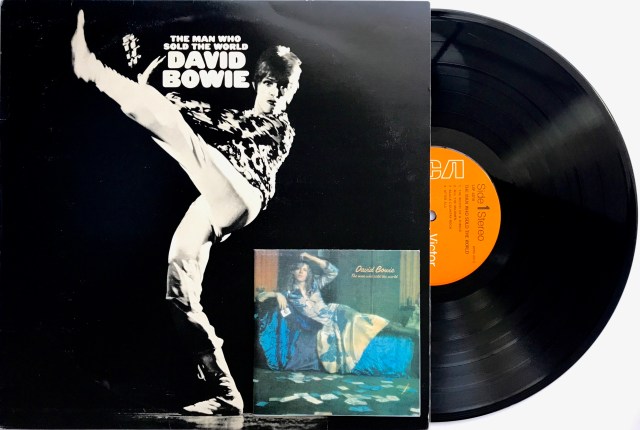 THE MAN WHO
SOLD THE WORLD
DAVID
BOWIE
David Bowie
The man who sold the world
RCA
Side 1 Stereo
THE MAN WHO SOLD THE WORLD
Victor